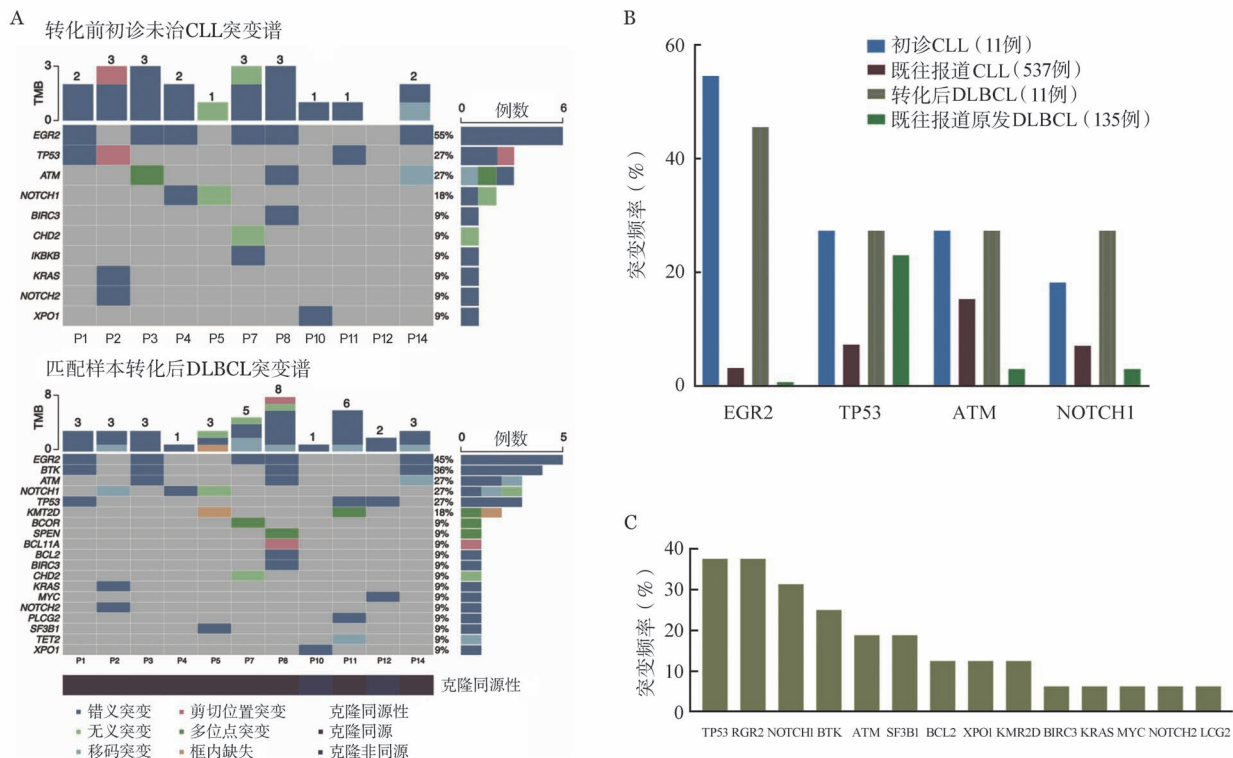 A
转化前初诊未治CLL突变谱
2 3 3 2 1 3 3 1 1 2
3
0
TMB
例数
0 6
EGR2 55%
TP53 27%
ATM 27%
NOTCH1 18%
BIRC3 9%
CHD2 9%
IKBKB 9%
KRAS 9%
NOTCH2 9%
XPO1 9%
P1 P2 P3 P4 P5 P7 P8 P10 P11 P12 P14
匹配样本转化后DLBCL突变谱
3 3 3 1 3 5 8 1 6 2 3
8
0
TMB
例数
0 5
EGR2 45%
BTK 36%
ATM 27%
NOTCH1 27%
TP53 27%
KMT2D 18%
BCOR 9%
SPEN 9%
BCL11A 9%
BCL2 9%
BIRC3 9%
CHD2 9%
KRAS 9%
MYC 9%
NOTCH2 9%
PLCG2 9%
SF3B1 9%
TET2 9%
XPO1 9%
P1 P2 P3 P4 P5 P7 P8 P10 P11 P12 P14
克隆同源性
错义突变 剪切位置突变 克隆同源性
无义突变 多位点突变 克隆同源
移码突变 框内缺失 克隆非同源
B
初诊CLL(11例)
既往报道CLL(537例)
转化后DLBCL(11例)
既往报道原发DLBCL(135例)
突变频率(%)
60
40
20
0
EGR2 TP53 ATM NOTCH1
C
突变频率(%)
40
30
20
10
0
TP53 RGR2 NOTCH1 BTK ATM SF3B1 BCL2 XPO1 KMR2D BIRC3 KRAS MYC NOTCH2 LCG2